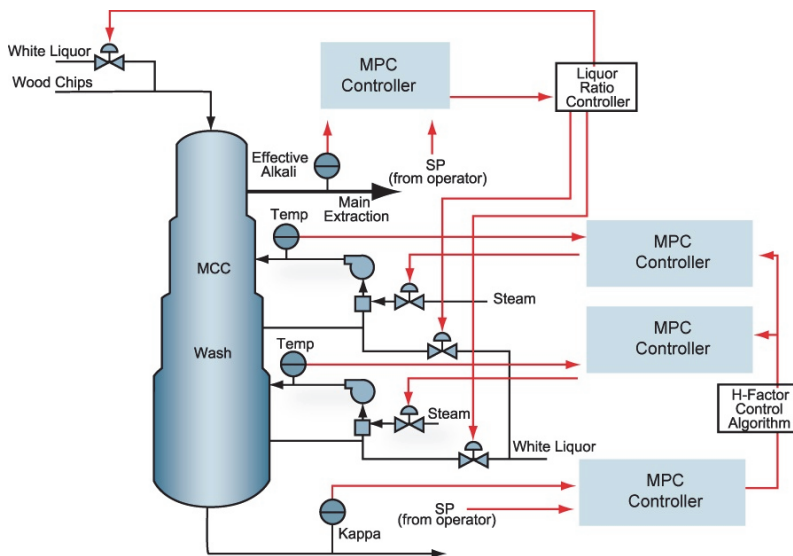 White Liquor
Wood Chips
MPC
Controller
Liquor
Ratio
Controller
Effective
Alkali
SP
(from operator)
Main
Extraction
Temp
MPC
Controller
MCC
Steam
MPC
Controller
Wash
Temp
H-Factor
Control
Algorithm
Steam
White Liquor
MPC
Controller
SP
(from operator)
Kappa